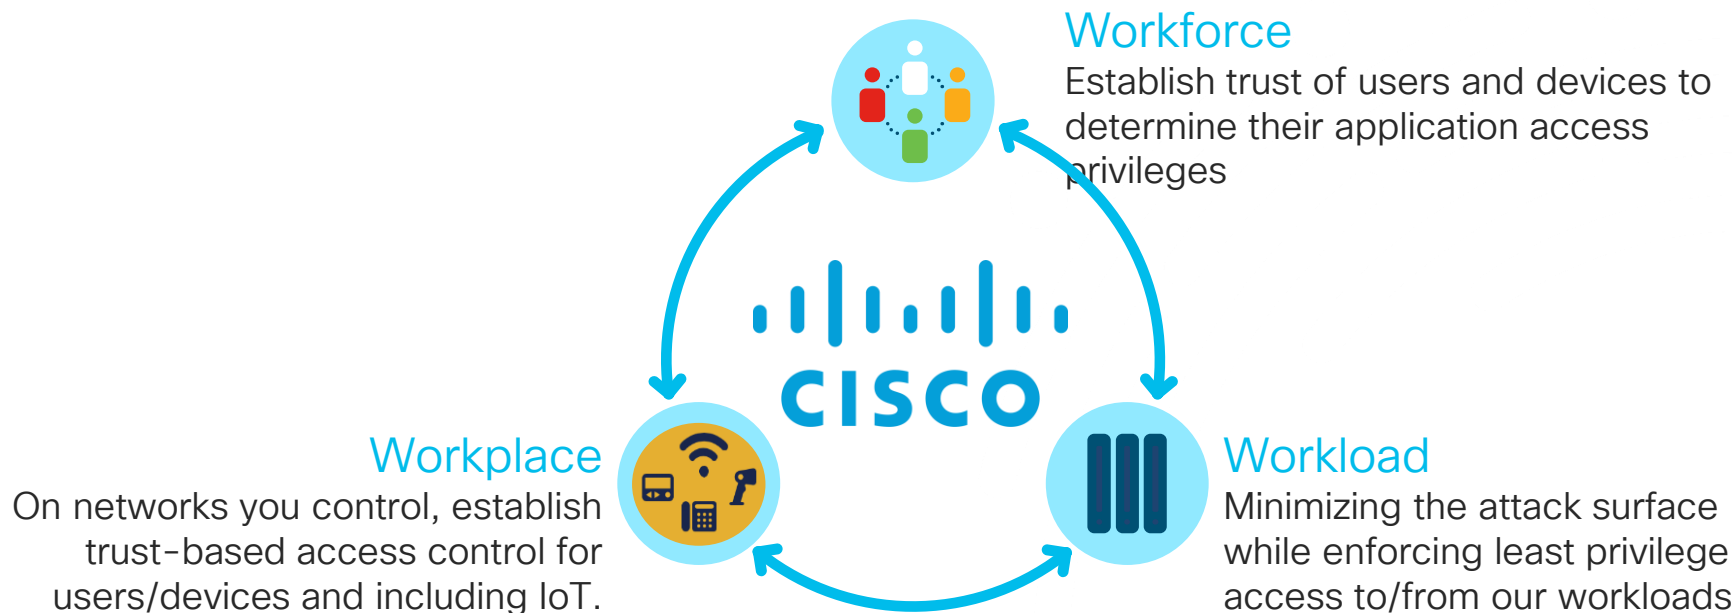 Workforce
Establish trust of users and devices to
determine their application access
privileges
CISCO
Workplace
On networks you control, establish
trust-based access control for
users/devices and including IoT.
Workload
Minimizing the attack surface
while enforcing least privilege
access to/from our workloads